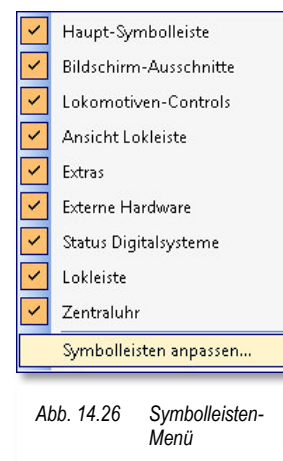 Haupt-Symbolleiste
Bildschirm-Ausschnitte
Lokomotiven-Controls
Ansicht Lokleiste
Extras
Externe Hardware
Status Digitalsysteme
Lokleiste
Zentraluhr
Symbolleisten anpassen...
Abb. 14.26 Symbolleisten-
Menü